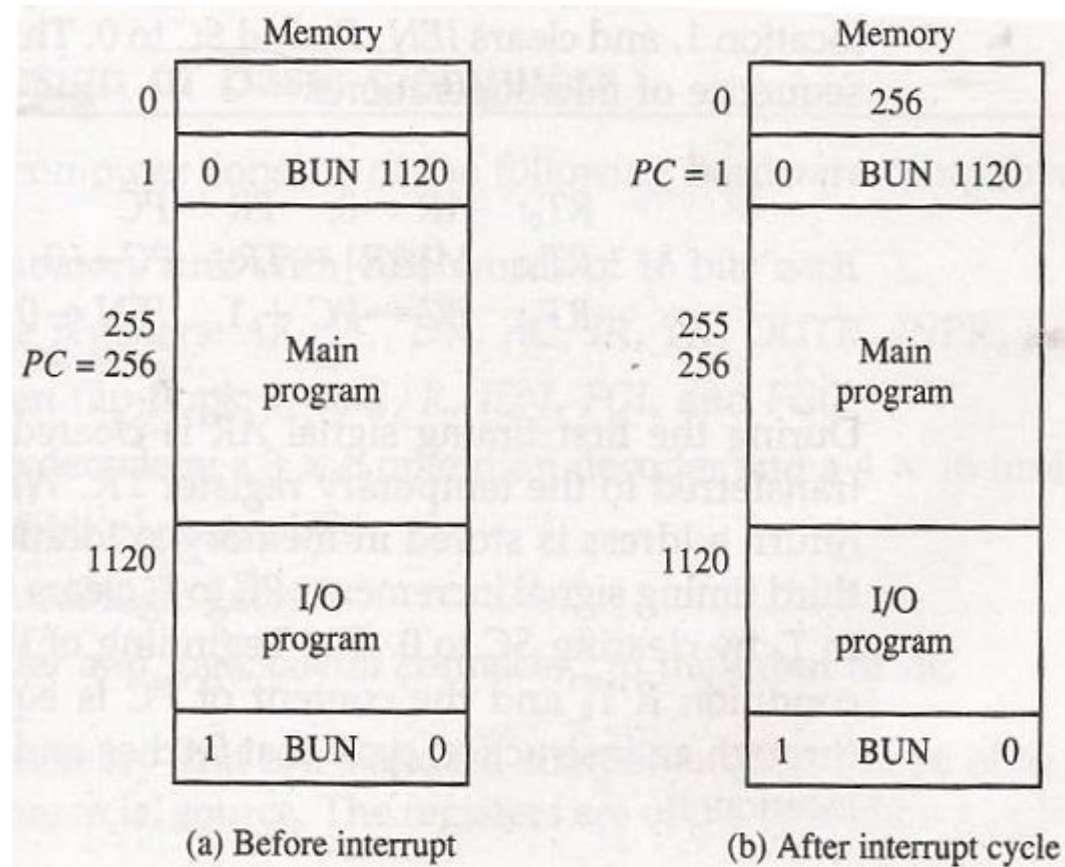 Memory
0
1 0 BUN 1120
255
PC = 256
Main
program
1120
I/O
program
1 BUN 0
(a) Before interrupt
Memory
0 256
PC = 1 0 BUN 1120
255
256
Main
program
1120
I/O
program
1 BUN 0
(b) After interrupt cycle